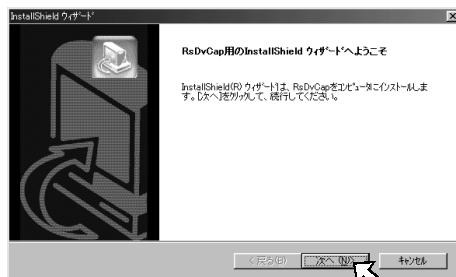 InstallShield ウィザード
RsDvCap用のInstallShield ウィザードへようこそ
InstallShield(R) ウィザードは、RsDvCapをコンピュータにインストールしま
す。[次へ]をクリックして、続行してください。
< 戻る(B)
次へ (N) >
キャンセル